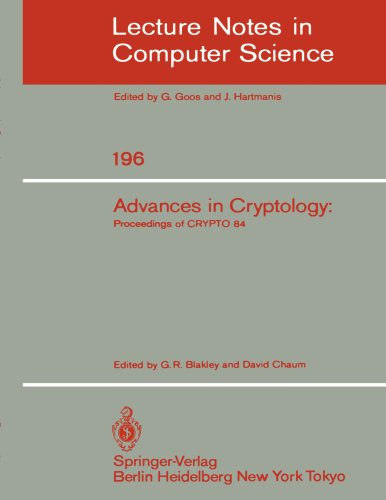 Lecture Notes in
Computer Science
Edited by G. Goos and J. Hartmanis
196
Advances in Cryptology:
Proceedings of CRYPTO 84
Edited by G. R. Blakley and David Chaum
Springer-Verlag
Berlin Heidelberg New York Tokyo